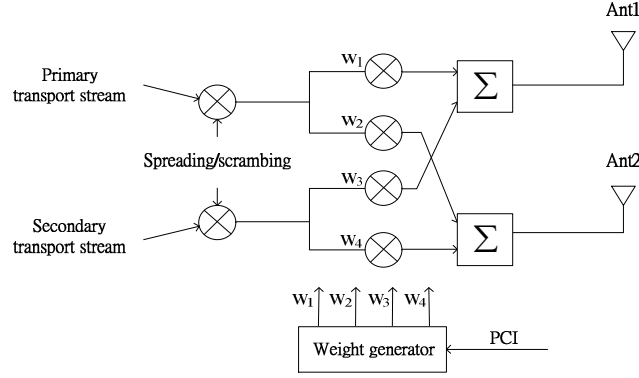 Ant1
Primary
transport stream
W1
Σ
W2
Spreading/scrambing
W3
Ant2
Secondary
transport stream
W4
Σ
W1 W2 W3 W4
Weight generator
PCI